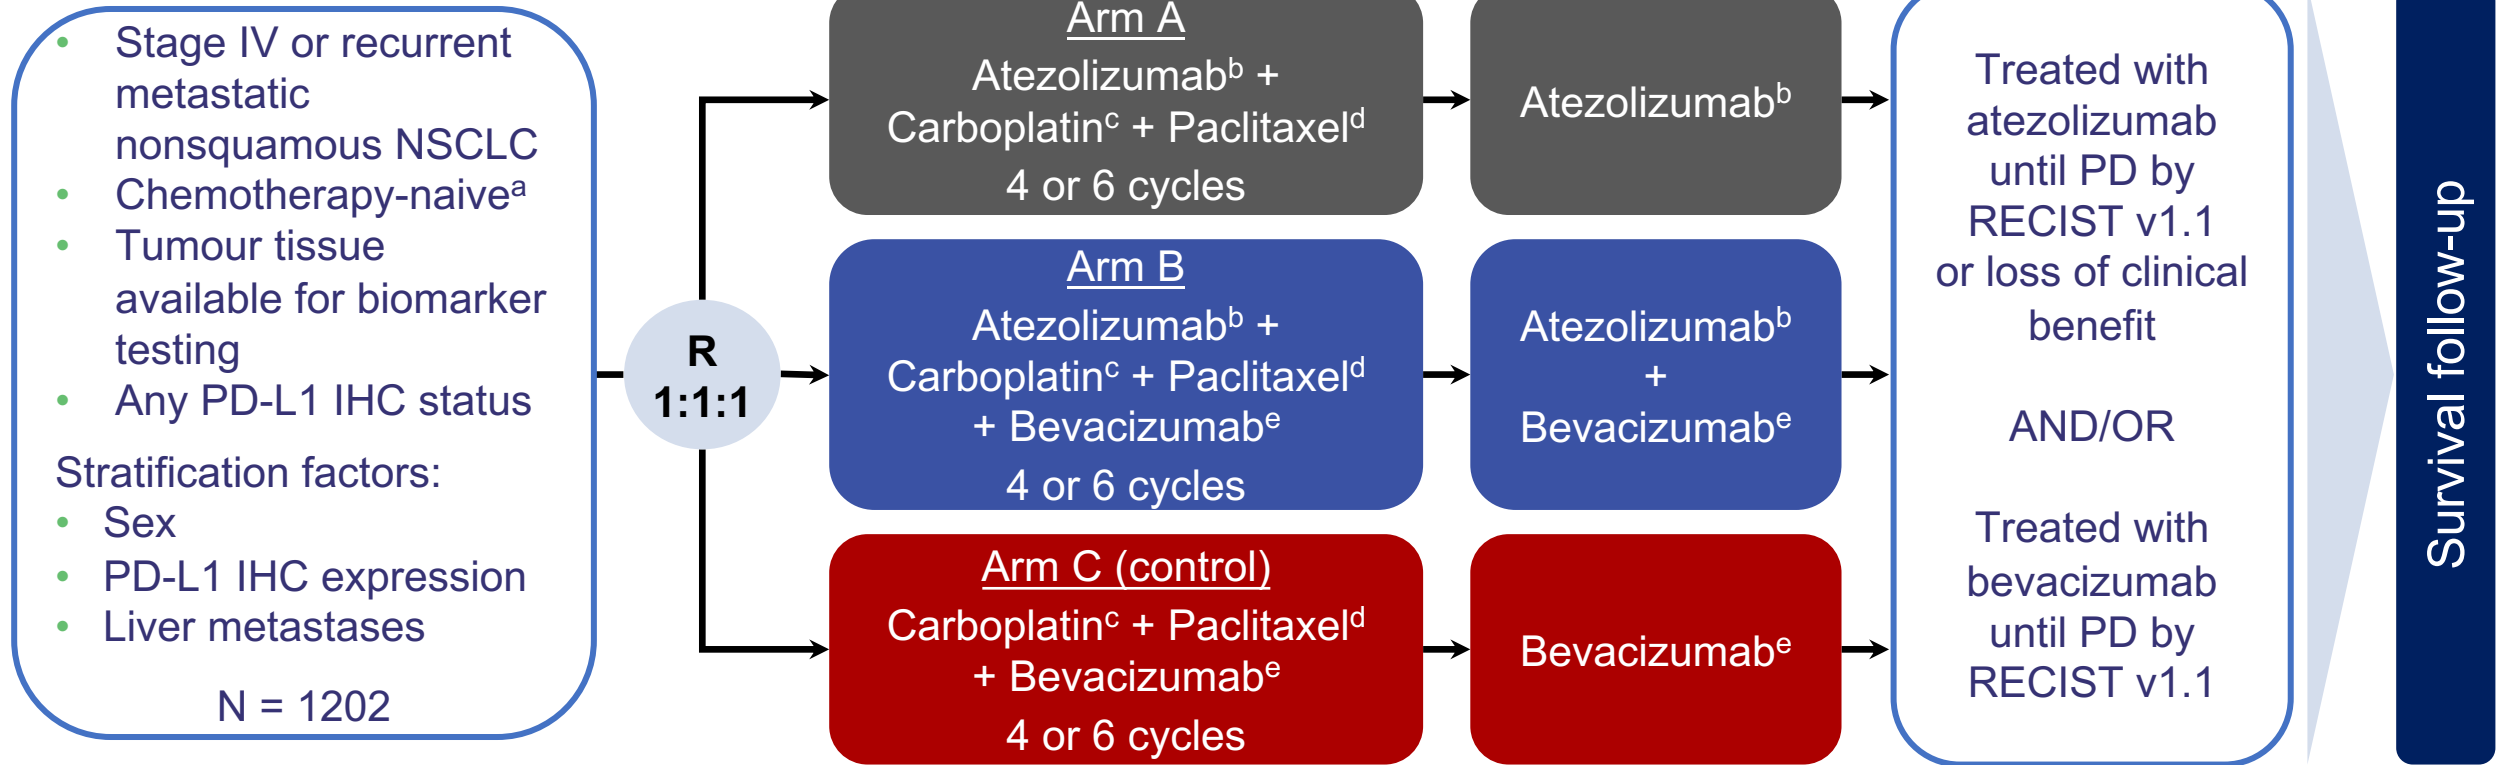 • Stage IV or recurrent
metastatic
nonsquamous NSCLC
• Chemotherapy-naiveᵃ
• Tumour tissue
available for biomarker
testing
• Any PD-L1 IHC status
Stratification factors:
• Sex
• PD-L1 IHC expression
• Liver metastases
N = 1202
R
1:1:1
Arm A
Atezolizumabᵇ +
Carboplatinᶜ + Paclitaxelᵈ
4 or 6 cycles
Atezolizumabᵇ
Arm B
Atezolizumabᵇ +
Carboplatinᶜ + Paclitaxelᵈ
+ Bevacizumabᵉ
4 or 6 cycles
Atezolizumabᵇ
+
Bevacizumabᵉ
Arm C (control)
Carboplatinᶜ + Paclitaxelᵈ
+ Bevacizumabᵉ
4 or 6 cycles
Bevacizumabᵉ
Treated with
atezolizumab
until PD by
RECIST v1.1
or loss of clinical
benefit
AND/OR
Treated with
bevacizumab
until PD by
RECIST v1.1
Survival follow-up